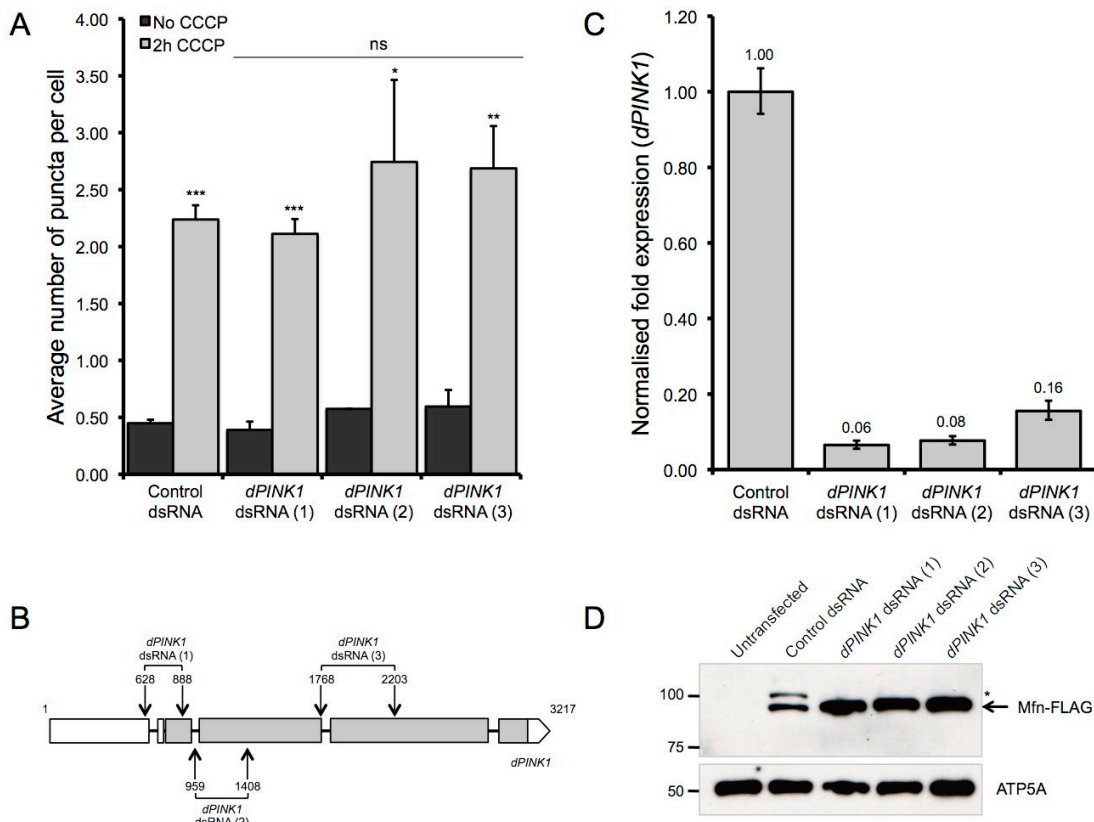 A
Average number of puncta per cell
4.00
3.50
3.00
2.50
2.00
1.50
1.00
0.50
0.00
No CCCP
2h CCCP
ns
***
***
*
**
Control
dsRNA
dPINK1
dsRNA (1)
dPINK1
dsRNA (2)
dPINK1
dsRNA (3)
C
Normalised fold expression (dPINK1)
1.20
1.00
0.80
0.60
0.40
0.20
0.00
1.00
0.06
0.08
0.16
Control
dsRNA
dPINK1
dsRNA (1)
dPINK1
dsRNA (2)
dPINK1
dsRNA (3)
B
dPINK1
dsRNA (1)
628 888
dPINK1
dsRNA (3)
1768 2203
1
3217
dPINK1
959 1408
dPINK1
dsRNA (2)
D
Untransfected
Control dsRNA
dPINK1 dsRNA (1)
dPINK1 dsRNA (2)
dPINK1 dsRNA (3)
100
75
*
Mfn-FLAG
50
ATP5A